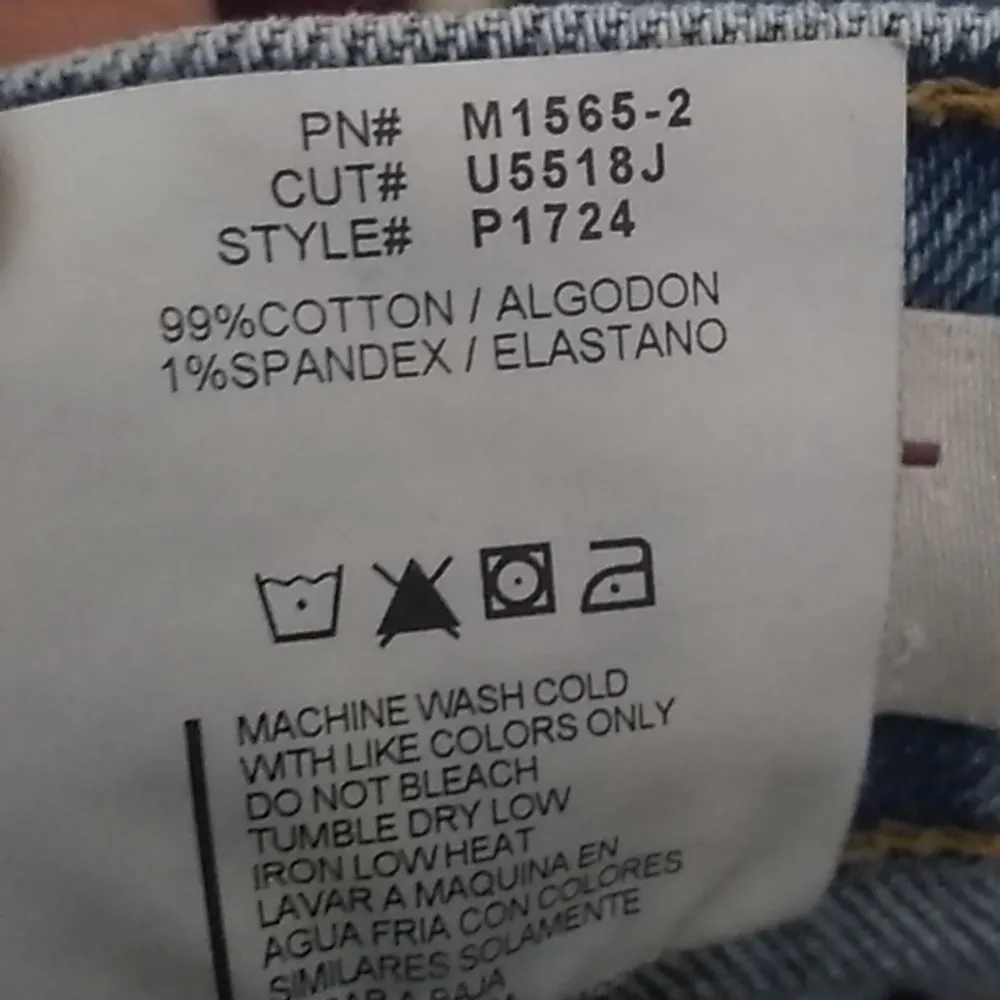 PN# M1565-2
CUT# U5518J
STYLE# P1724
99%COTTON / ALGODON
1%SPANDEX / ELASTANO
MACHINE WASH COLD
WITH LIKE COLORS ONLY
DO NOT BLEACH
TUMBLE DRY LOW
IRON LOW HEAT
LAVAR A MAQUINA EN
AGUA FRIA CON COLORES
SIMILARES SOLAMENTE
A BAJA